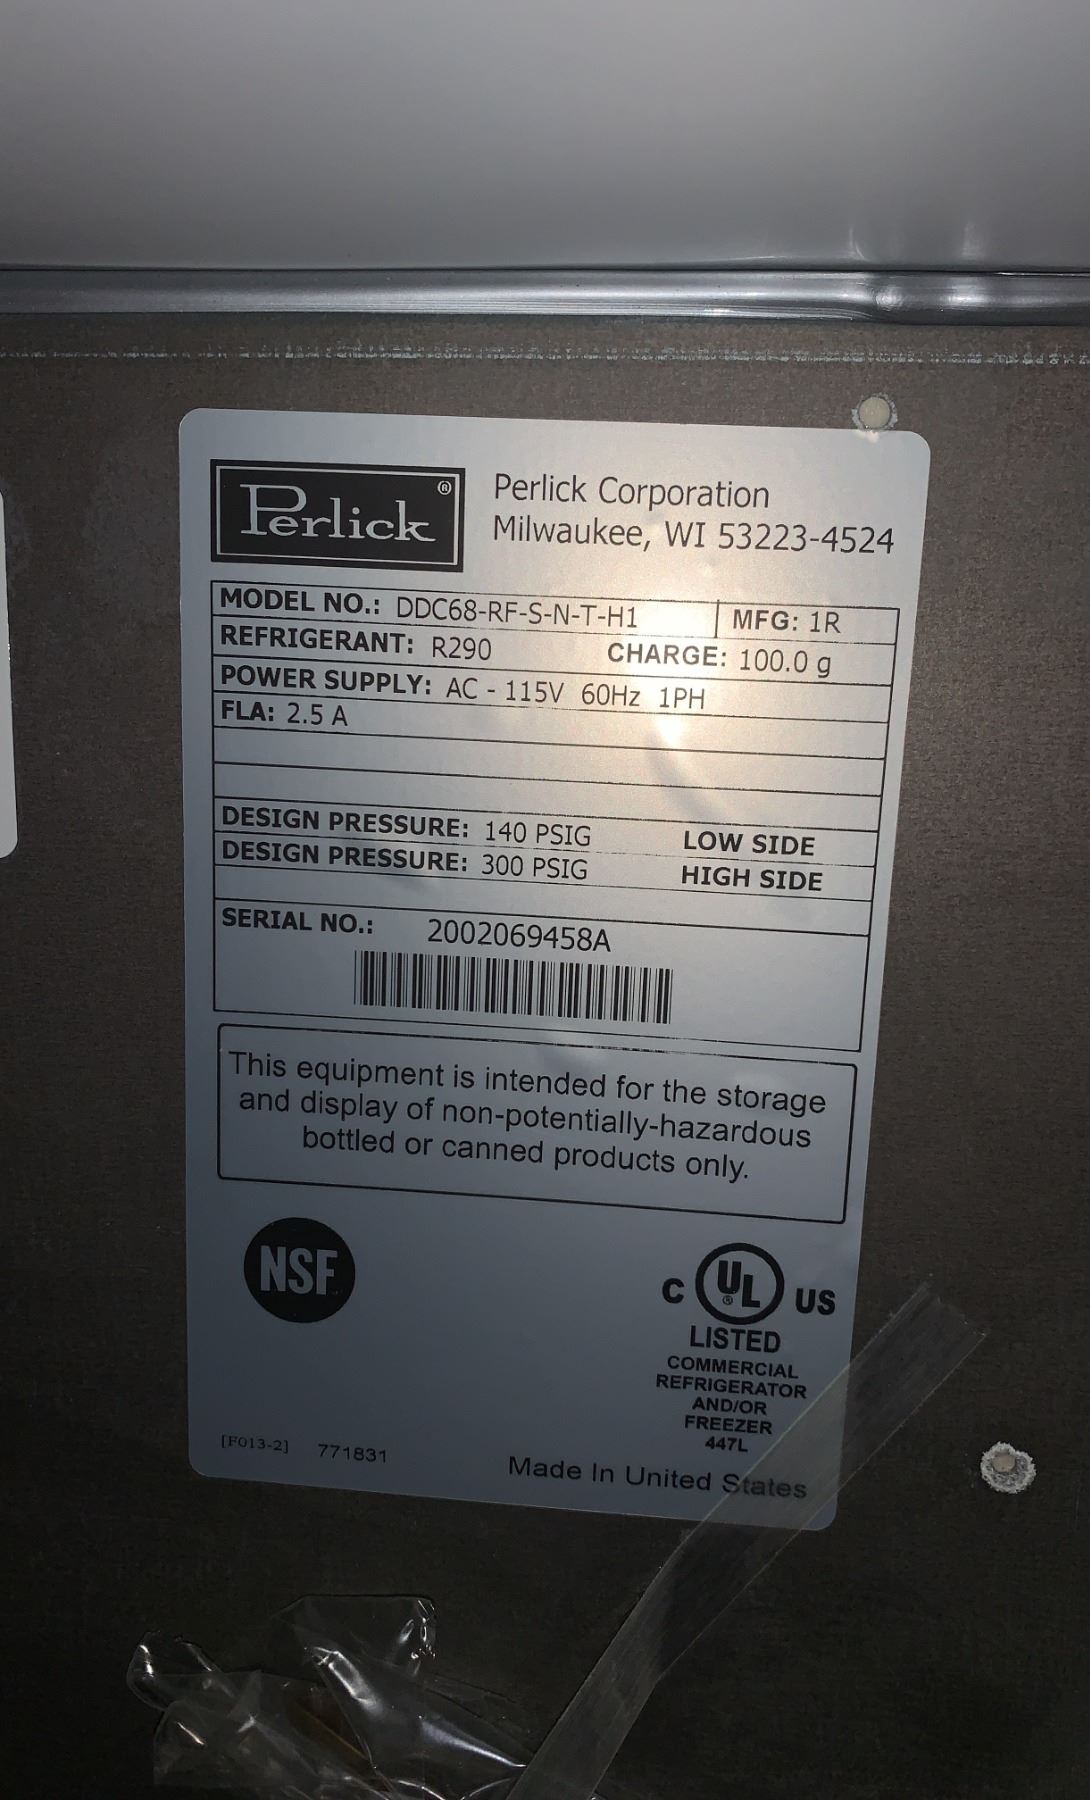 Perlick®
Perlick Corporation
Milwaukee, WI 53223-4524
MODEL NO.: DDC68-RF-S-N-T-H1 MFG: 1R
REFRIGERANT: R290 CHARGE: 100.0 g
POWER SUPPLY: AC - 115V 60Hz 1PH
FLA: 2.5 A
DESIGN PRESSURE: 140 PSIG LOW SIDE
DESIGN PRESSURE: 300 PSIG HIGH SIDE
SERIAL NO.: 2002069458A
This equipment is intended for the storage
and display of non-potentially-hazardous
bottled or canned products only.
NSF
C UL® US
LISTED
COMMERCIAL
REFRIGERATOR
AND/OR
FREEZER
447L
[F013-2] 771831
Made In United States